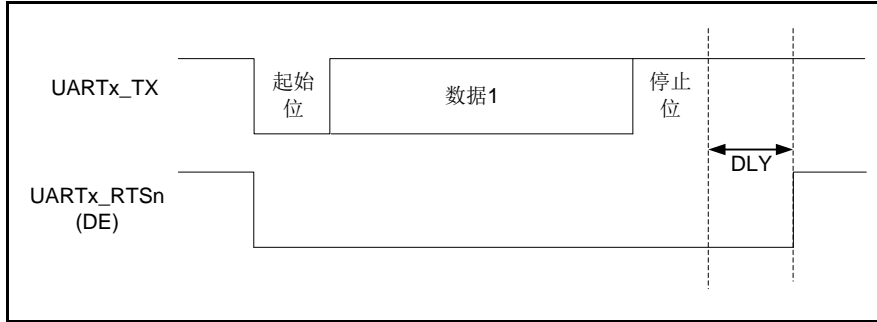 UARTx_TX
起始
位
数据1
停止
位
DLY
UARTx_RTSn
(DE)